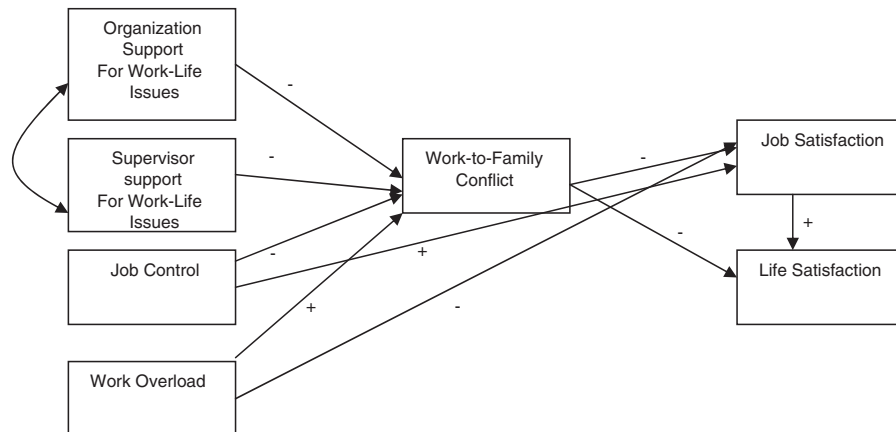 Organization
Support
For Work-Life
Issues
-
Supervisor
support
For Work-Life
Issues
-
Work-to-Family
Conflict
-
Job Satisfaction
Job Control
-
+
-
+
Life Satisfaction
+
-
Work Overload